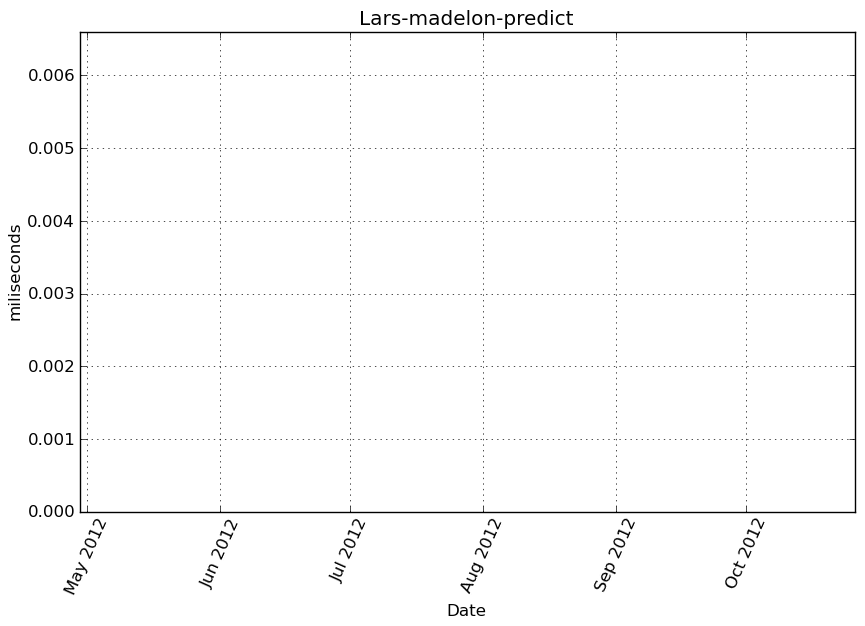 Lars-madelon-predict
0.006
0.005
0.004
0.003
0.002
0.001
0.000
miliseconds
May 2012
Jun 2012
Jul 2012
Aug 2012
Sep 2012
Oct 2012
Date